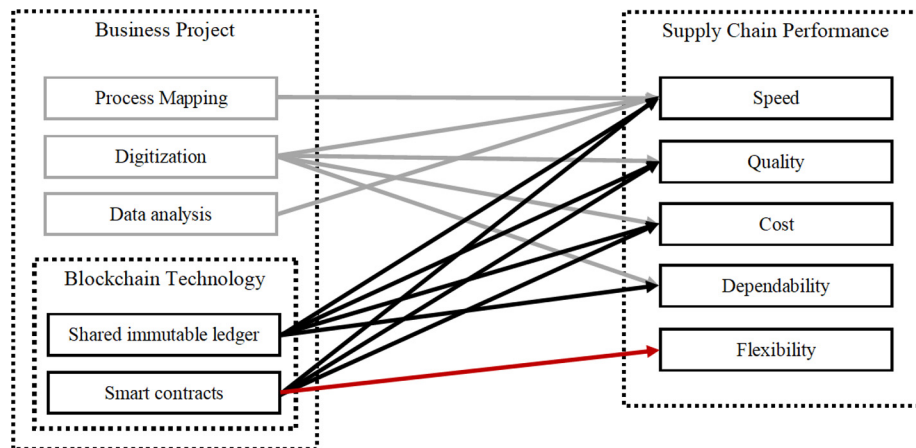 Business Project
Process Mapping
Digitization
Data analysis
Blockchain Technology
Shared immutable ledger
Smart contracts
Supply Chain Performance
Speed
Quality
Cost
Dependability
Flexibility